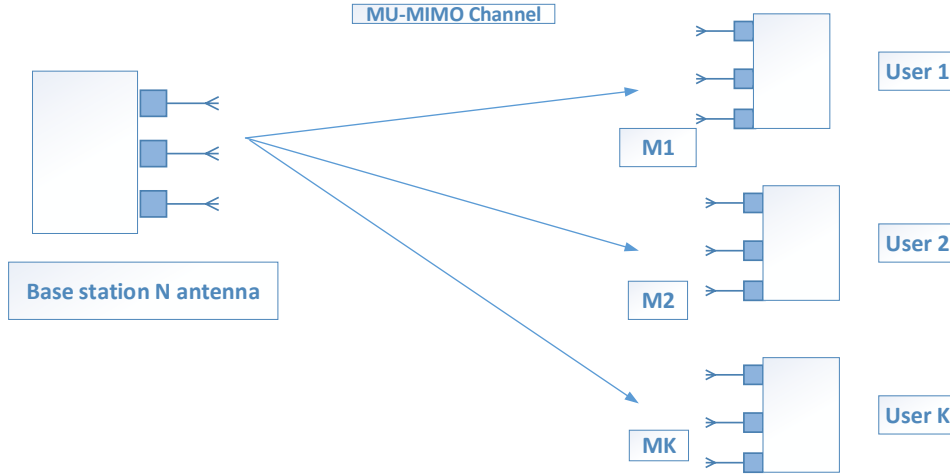 MU-MIMO Channel
User 1
M1
User 2
Base station N antenna
M2
User K
MK